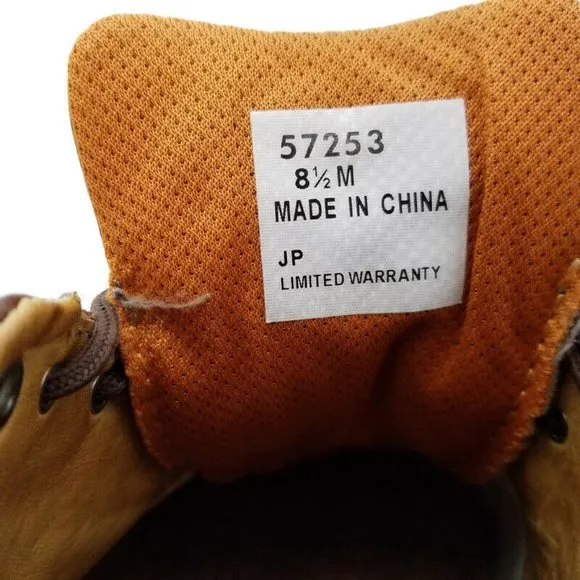 57253
8½ M
MADE IN CHINA
JP
LIMITED WARRANTY